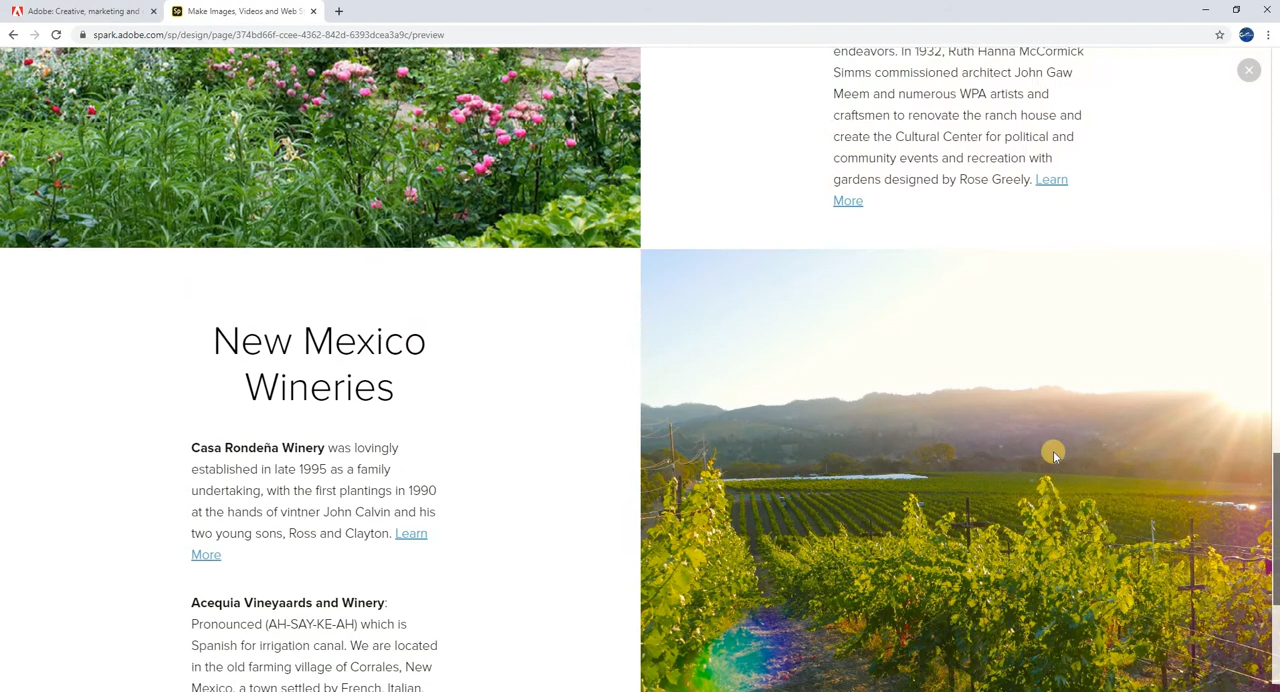 Adobe: Creative, marketing and
Make Images, Videos and Web S
spark.adobe.com/sp/design/page/374bd66f-ccee-4362-842d-6393dcea3a9c/preview
endeavors. In 1932, Ruth Hanna McCormick
Simms commissioned architect John Gaw
Meem and numerous WPA artists and
craftsmen to renovate the ranch house and
create the Cultural Center for political and
community events and recreation with
gardens designed by Rose Greely. Learn
More
New Mexico
Wineries
Casa Rondeña Winery was lovingly
established in late 1995 as a family
undertaking, with the first plantings in 1990
at the hands of vintner John Calvin and his
two young sons, Ross and Clayton. Learn
More
Acequia Vineyaards and Winery:
Pronounced (AH-SAY-KE-AH) which is
Spanish for irrigation canal. We are located
in the old farming village of Corrales, New
Mexico, a town settled by French, Italian,